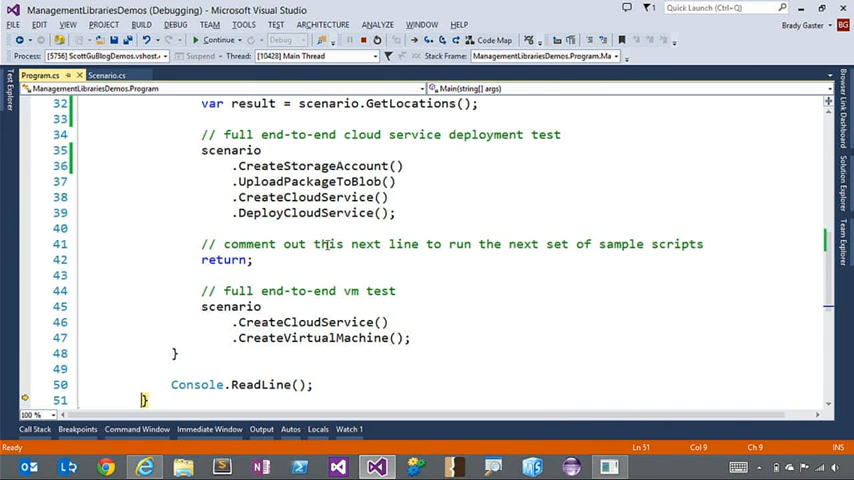 ManagementLibrariesDemos (Debugging) - Microsoft Visual Studio
1
Quick Launch (Ctrl+Q)
FILE EDIT VIEW PROJECT BUILD DEBUG TEAM TOOLS TEST ARCHITECTURE ANALYZE WINDOW HELP
Brady Gaster BG
Continue Debug Code Map
Process: [5756] ScottGuBlogDemos.vshost. Suspend Thread: [10428] Main Thread Stack Frame: ManagementLibrariesDemos.Program.Ma
Program.cs Scenario.cs
ManagementLibrariesDemos.Program Main(string[] args)
Test Explorer
Browser Link Dashboard
Solution Explorer
Team Explorer
32 var result = scenario.GetLocations();
33
34 // full end-to-end cloud service deployment test
35 scenario
36 .CreateStorageAccount()
37 .UploadPackageToBlob()
38 .CreateCloudService()
39 .DeployCloudService();
40
41 // comment out this next line to run the next set of sample scripts
42 return;
43
44 // full end-to-end vm test
45 scenario
46 .CreateCloudService()
47 .CreateVirtualMachine();
48 }
49
50 Console.ReadLine();
51 }
100 %
Call Stack Breakpoints Command Window Immediate Window Output Autos Locals Watch 1
Ready Ln 51 Col 9 Ch 9 INS